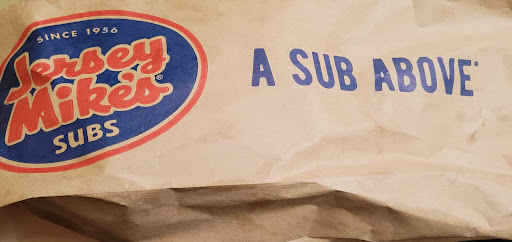 SINCE 1956
Jersey
Mike's
SUBS
A SUB ABOVE®